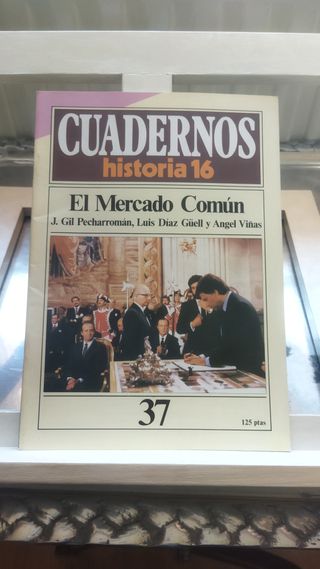 CUADERNOS
historia 16
El Mercado Común
J. Gil Pecharromán, Luis Díaz Güell y Angel Viñas
37
125 ptas